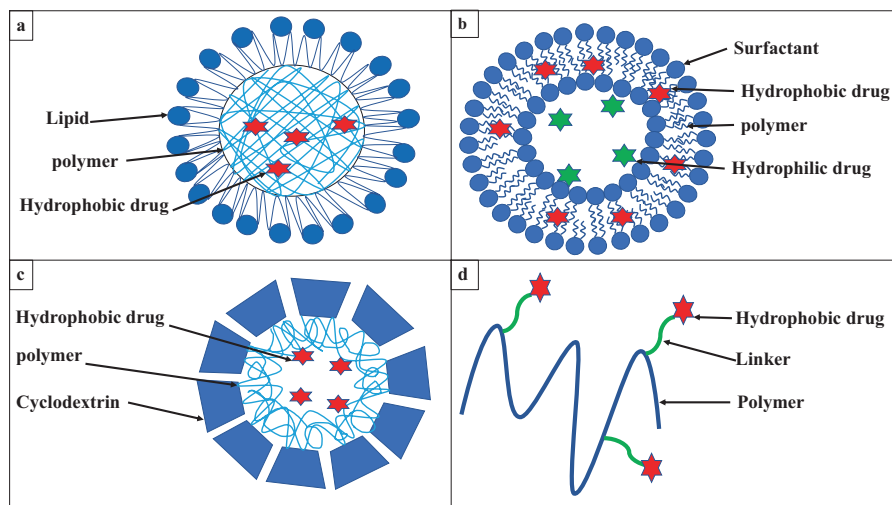 a
Lipid
polymer
Hydrophobic drug
b
Surfactant
Hydrophobic drug
polymer
Hydrophilic drug
c
Hydrophobic drug
polymer
Cyclodextrin
d
Hydrophobic drug
Linker
Polymer